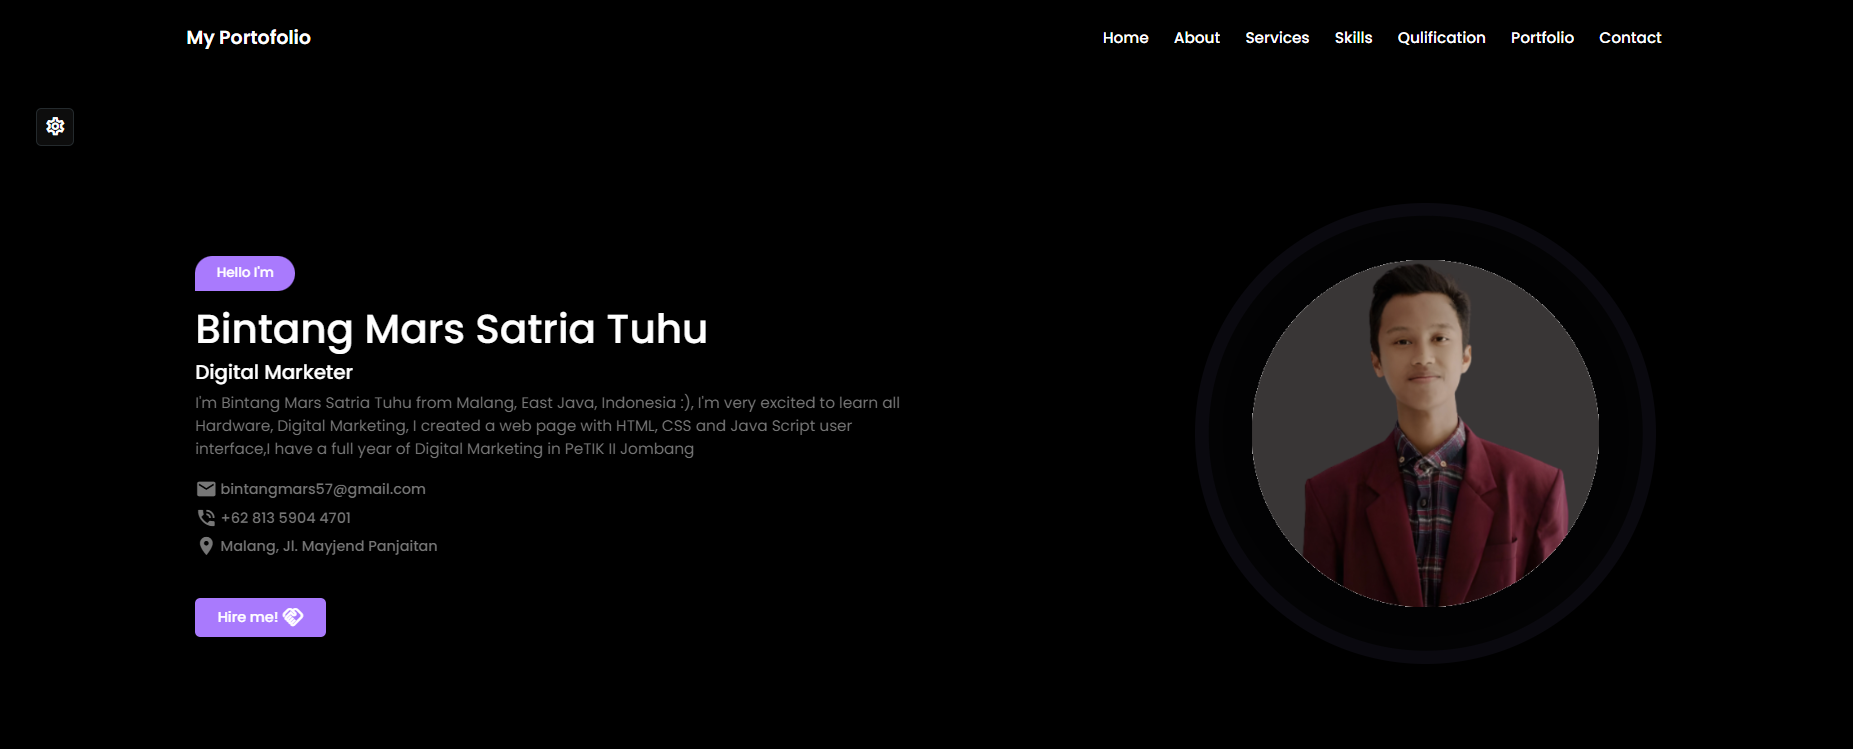 My Portofolio
Home About Services Skills Qulification Portfolio Contact
Hello I'm
Bintang Mars Satria Tuhu
Digital Marketer
I'm Bintang Mars Satria Tuhu from Malang, East Java, Indonesia :), I'm very excited to learn all
Hardware, Digital Marketing, I created a web page with HTML, CSS and Java Script user
interface,I have a full year of Digital Marketing in PeTIK II Jombang
bintangmars57@gmail.com
+62 813 5904 4701
Malang, Jl. Mayjend Panjaitan
Hire me!